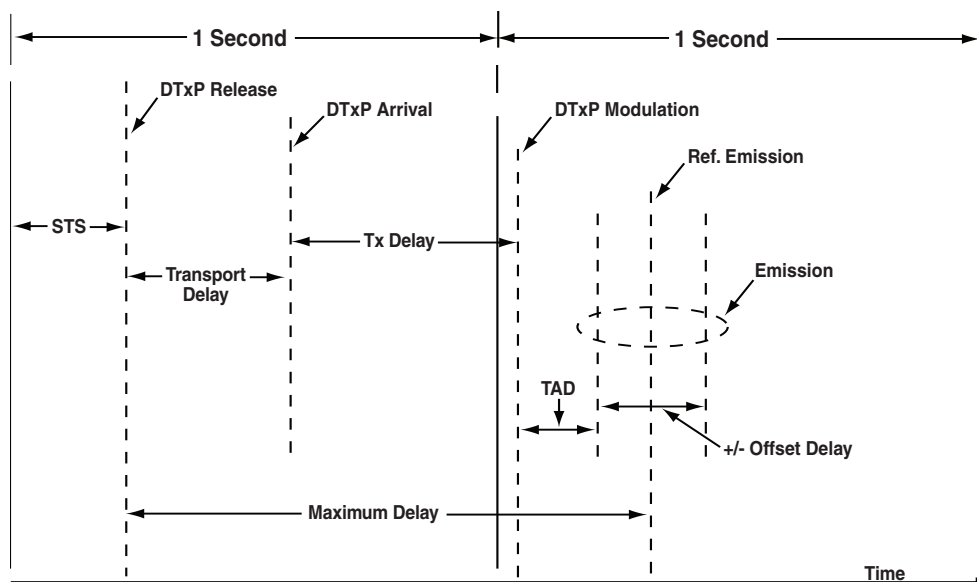 1 Second
1 Second
DTxP Release
DTxP Arrival
DTxP Modulation
Ref. Emission
STS
Tx Delay
Transport
Delay
Emission
TAD
+/- Offset Delay
Maximum Delay
Time